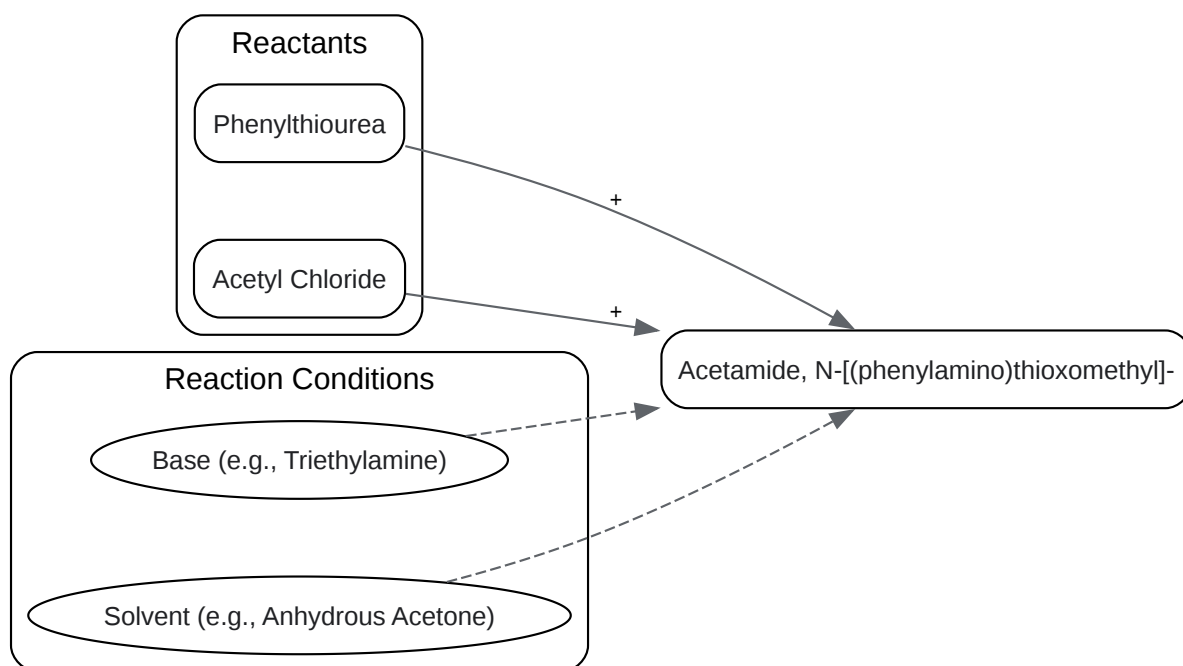 Reactants
Phenylthiourea
+
Acetyl Chloride
+
Acetamide, N-[(phenylamino)thioxomethyl]-
Reaction Conditions
Base (e.g., Triethylamine)
Solvent (e.g., Anhydrous Acetone)